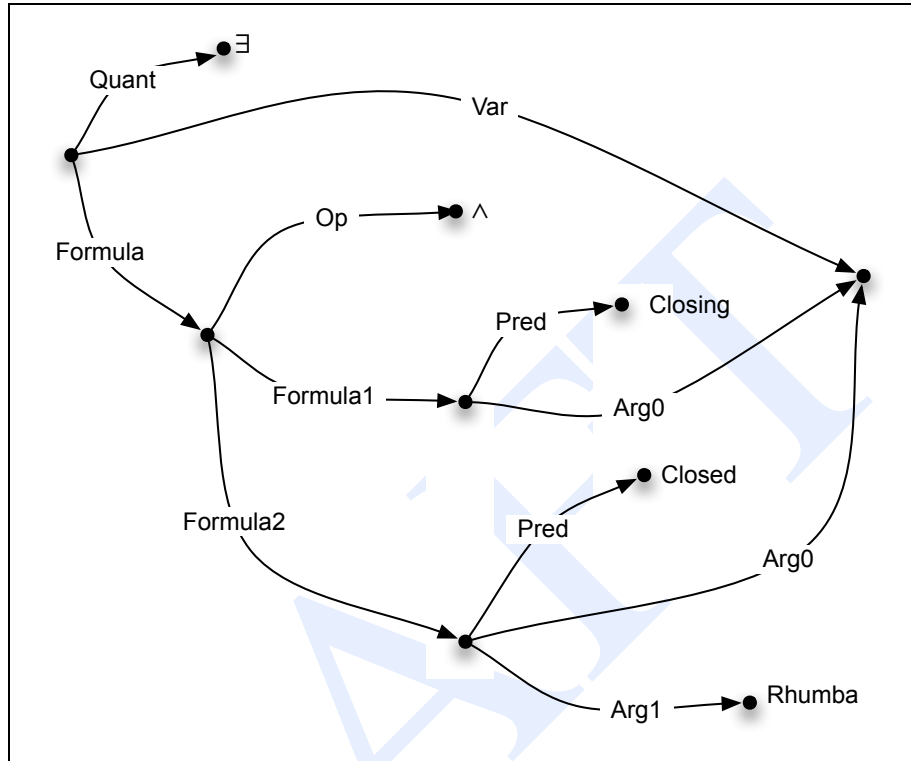 ∃
Quant
Var
Op
∧
Formula
Closing
Pred
Formula1
Arg0
Closed
Formula2
Pred
Arg0
Rhumba
Arg1